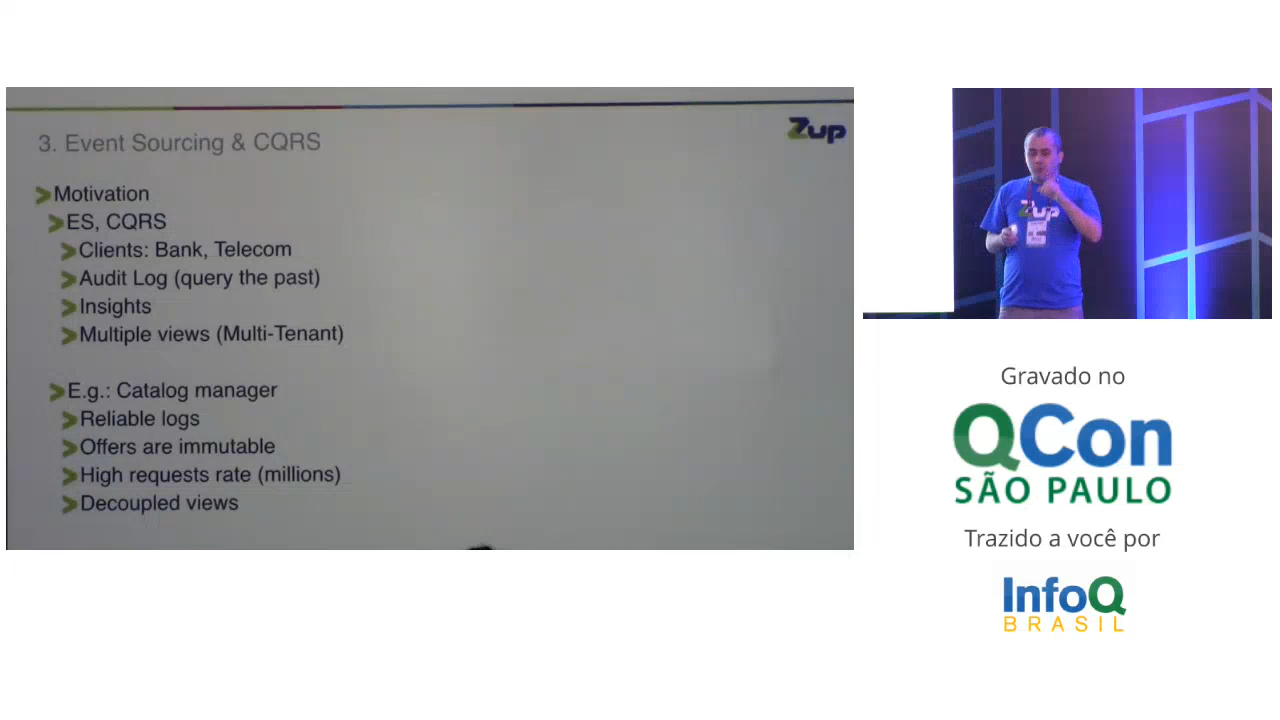 3. Event Sourcing & CQRS
Zup
Motivation
ES, CQRS
Clients: Bank, Telecom
Audit Log (query the past)
Insights
Multiple views (Multi-Tenant)
E.g.: Catalog manager
Reliable logs
Offers are immutable
High requests rate (millions)
Decoupled views
Zup
Gravado no
QCon
SÃO PAULO
Trazido a você por
InfoQ
BRASIL